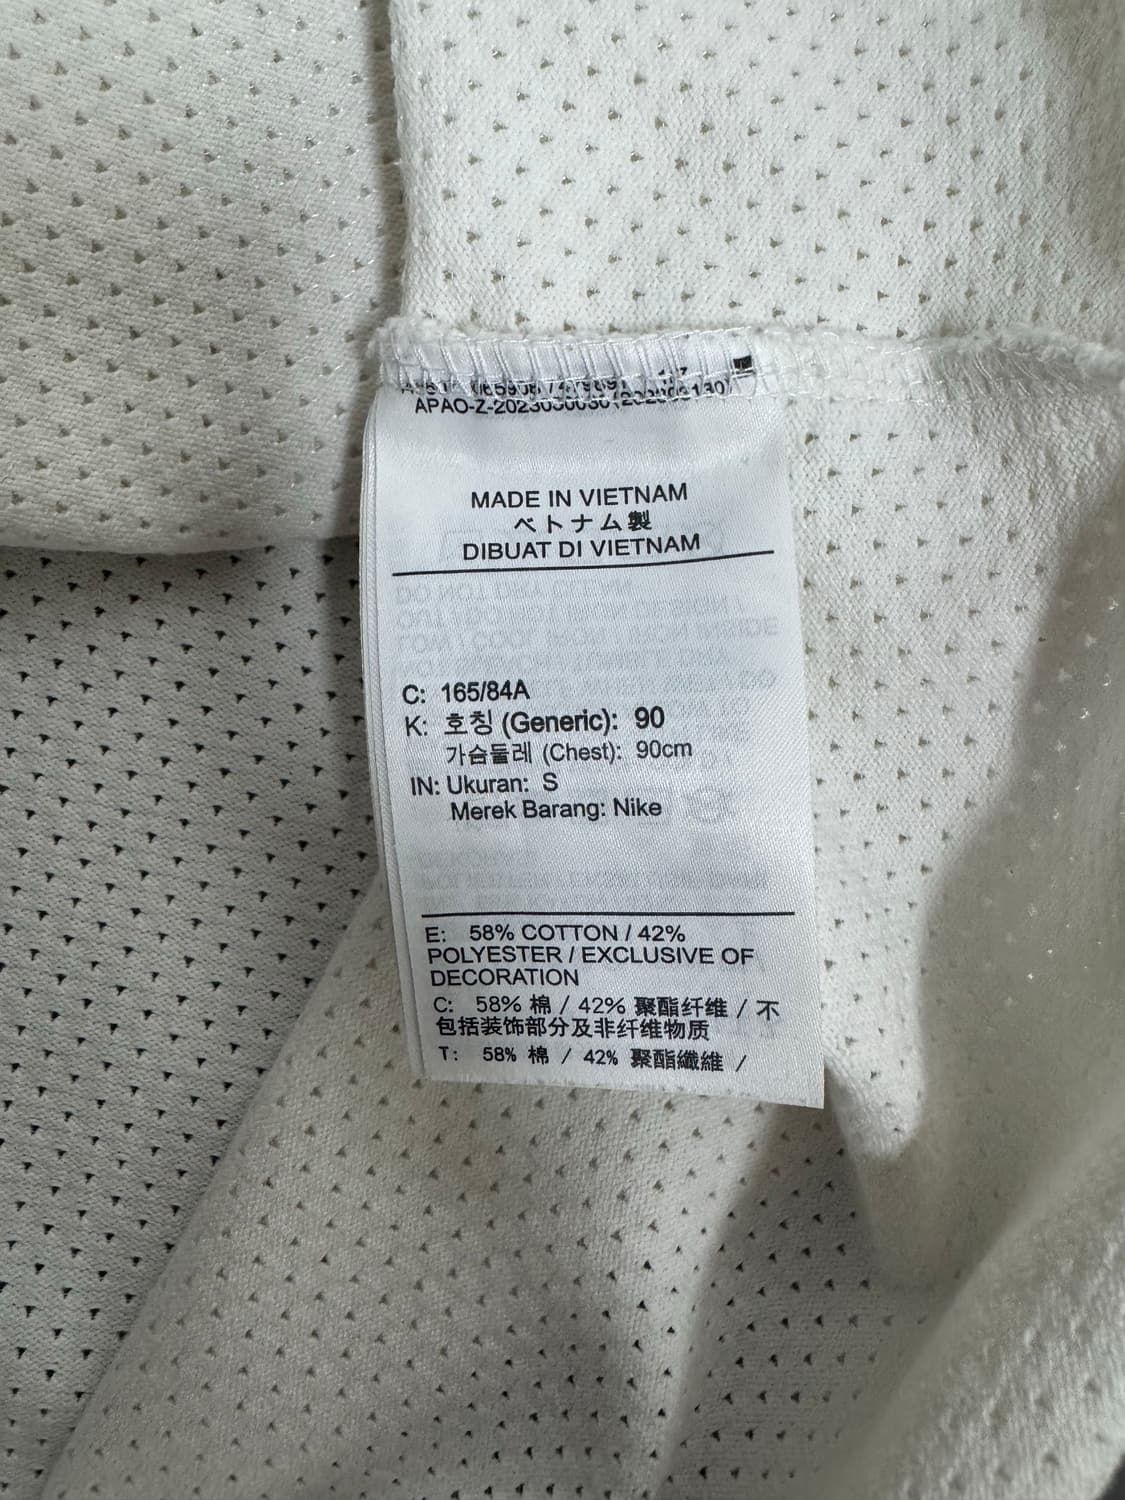 MADE IN VIETNAM
ベトナム製
DIBUAT DI VIETNAM
C: 165/84A
K: 호칭 (Generic): 90
가슴둘레 (Chest): 90cm
IN: Ukuran: S
Merek Barang: Nike
E: 58% COTTON / 42%
POLYESTER / EXCLUSIVE OF
DECORATION
C: 58% 棉 / 42% 聚酯纤维 / 不
包括装饰部分及非纤维物质
T: 58% 棉 / 42% 聚酯纖維 /